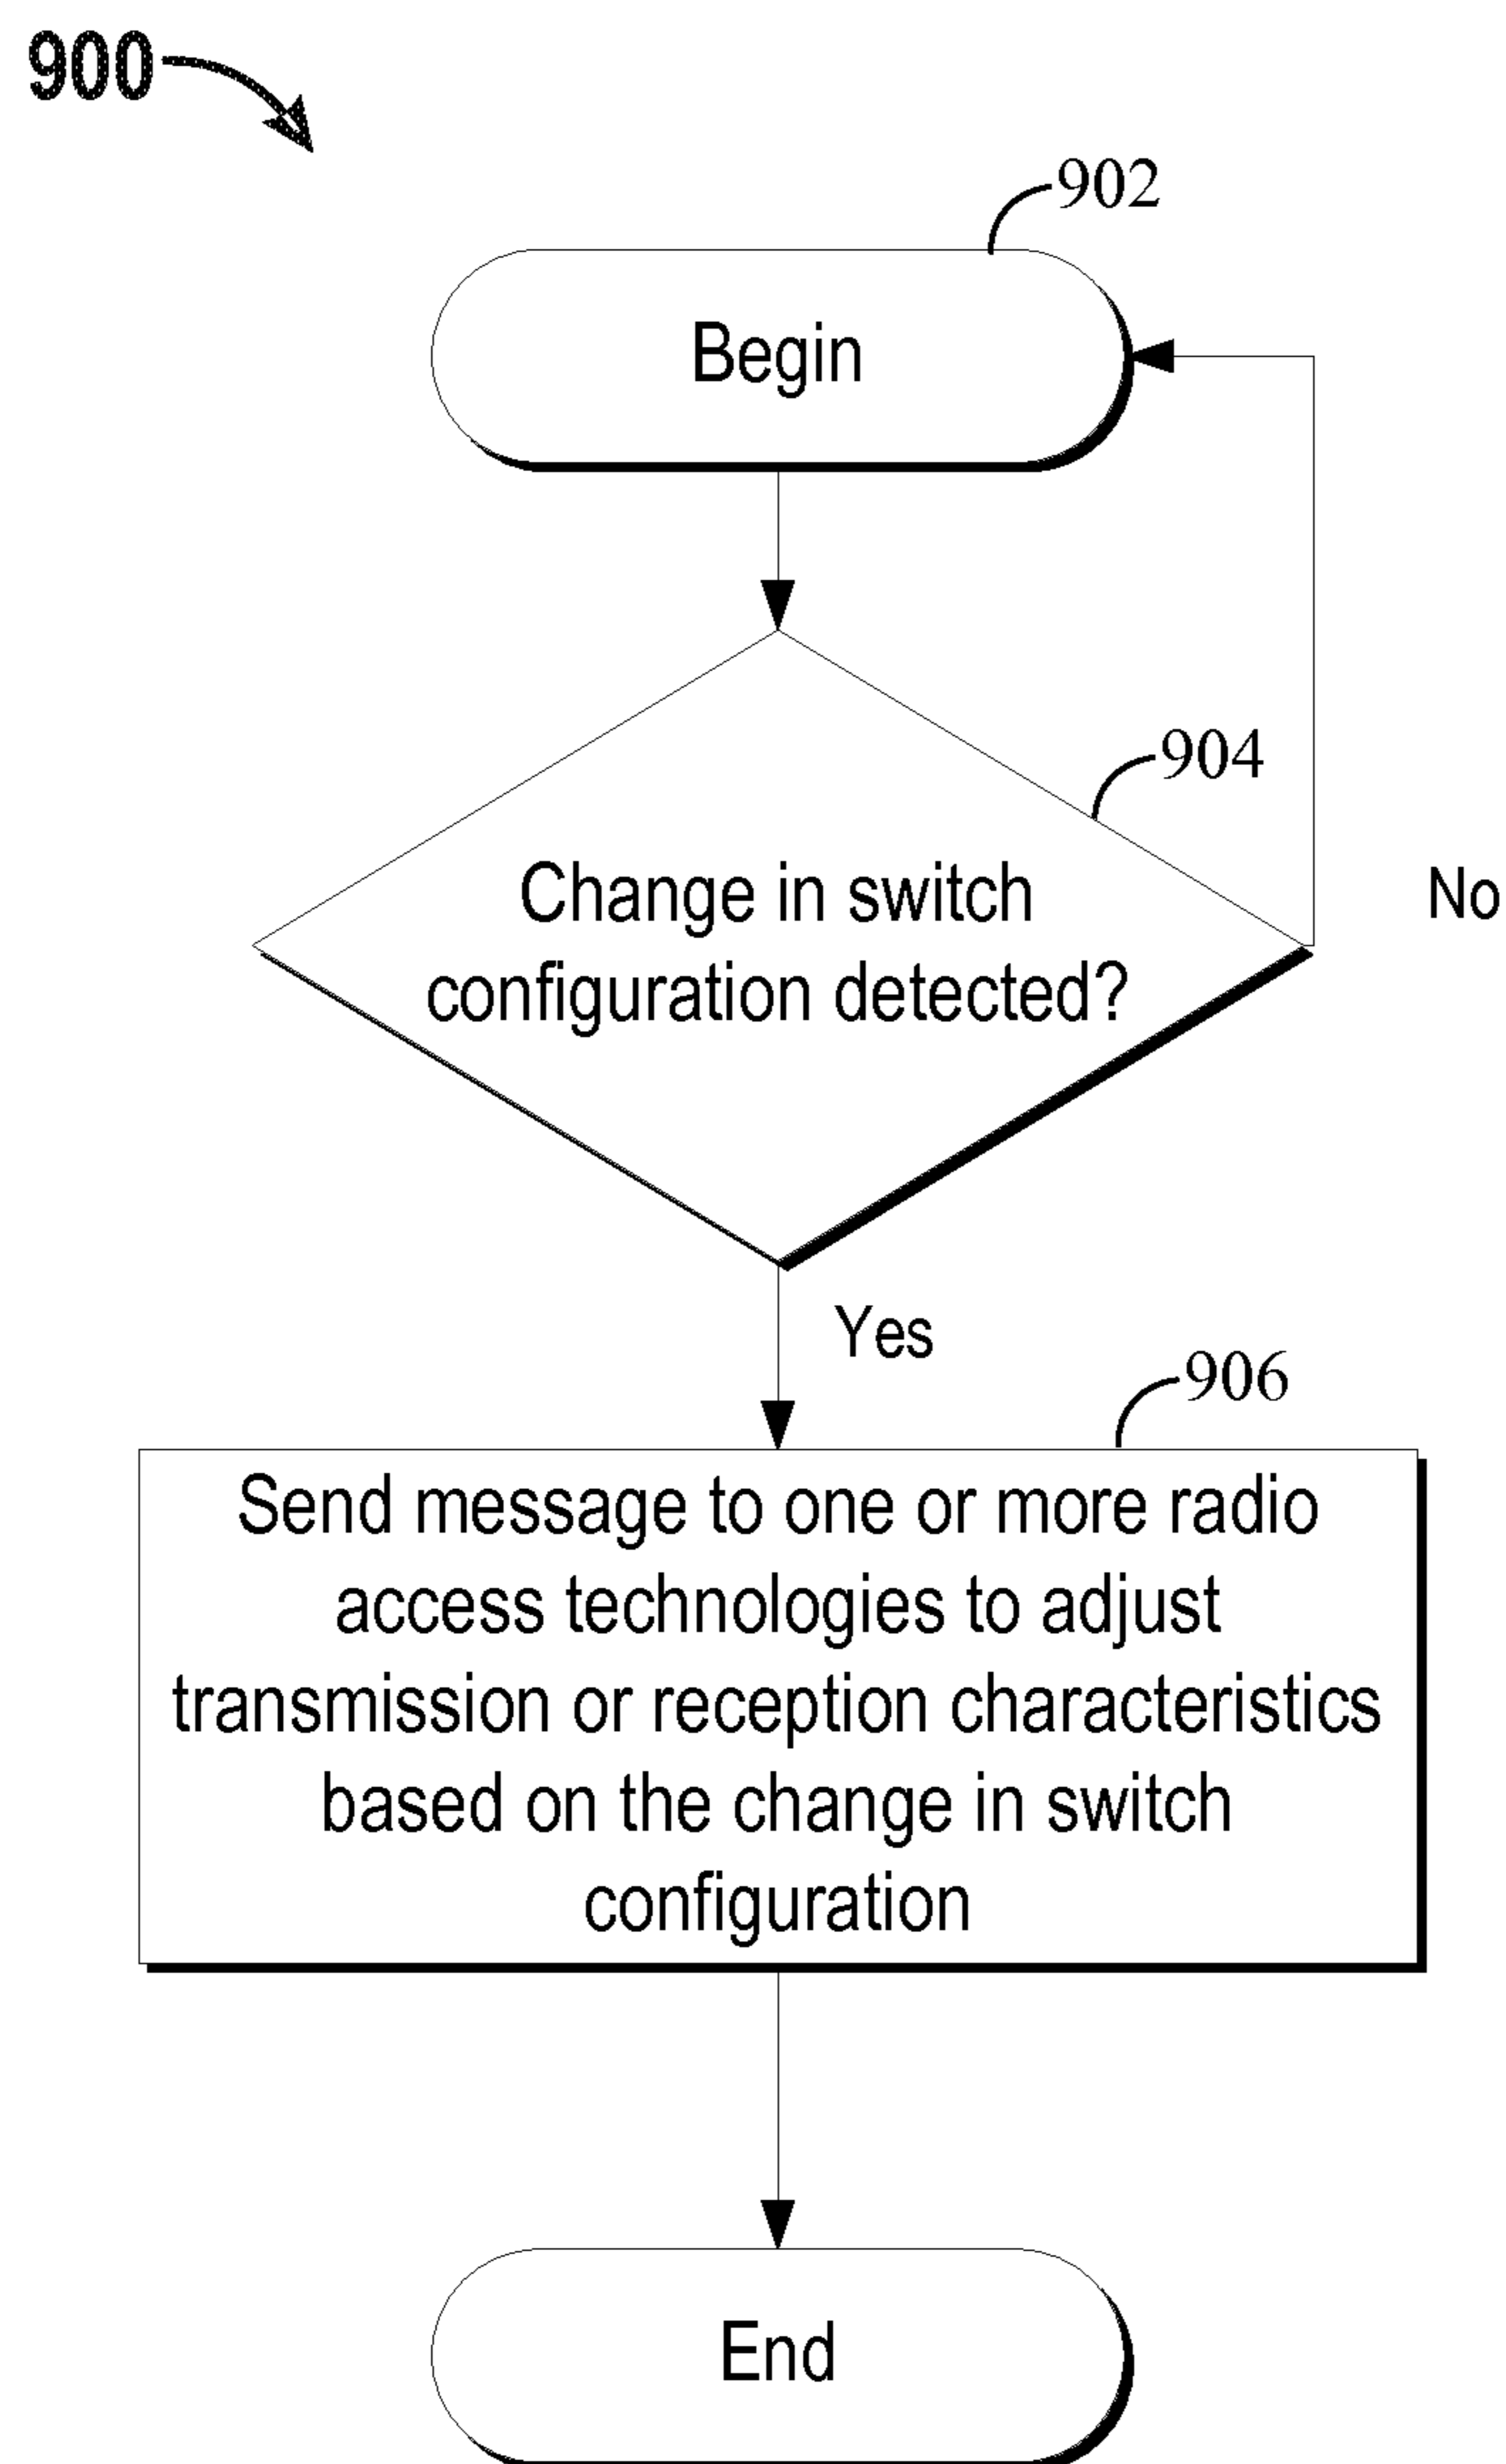 900
902
Begin
904
Change in switch
configuration detected?
No
Yes
906
Send message to one or more radio
access technologies to adjust
transmission or reception characteristics
based on the change in switch
configuration
End